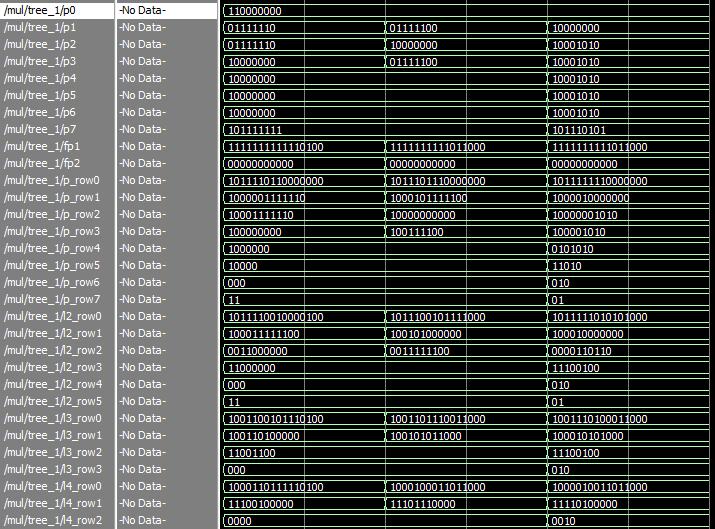 /mul/tree_1/p0 -No Data- 110000000
/mul/tree_1/p1 -No Data- 01111110 01111100 10000000
/mul/tree_1/p2 -No Data- 01111110 10000000 10001010
/mul/tree_1/p3 -No Data- 10000000 01111100 10001010
/mul/tree_1/p4 -No Data- 10000000 10001010
/mul/tree_1/p5 -No Data- 10000000 10001010
/mul/tree_1/p6 -No Data- 10000000 10001010
/mul/tree_1/p7 -No Data- 101111111 101110101
/mul/tree_1/fp1 -No Data- 1111111111110100 1111111111011000 1111111111011000
/mul/tree_1/fp2 -No Data- 00000000000 00000000000 00000000000
/mul/tree_1/p_row0 -No Data- 1011110110000000 1011101110000000 1011111110000000
/mul/tree_1/p_row1 -No Data- 1000001111110 1000101111100 1000010000000
/mul/tree_1/p_row2 -No Data- 10001111110 10000000000 10000001010
/mul/tree_1/p_row3 -No Data- 100000000 100111100 100001010
/mul/tree_1/p_row4 -No Data- 1000000 0101010
/mul/tree_1/p_row5 -No Data- 10000 11010
/mul/tree_1/p_row6 -No Data- 000 010
/mul/tree_1/p_row7 -No Data- 11 01
/mul/tree_1/l2_row0 -No Data- 1011110010000100 1011100101111000 1011111010101000
/mul/tree_1/l2_row1 -No Data- 100011111100 100101000000 100010000000
/mul/tree_1/l2_row2 -No Data- 0011000000 0011111100 0000110110
/mul/tree_1/l2_row3 -No Data- 11000000 11100100
/mul/tree_1/l2_row4 -No Data- 000 010
/mul/tree_1/l2_row5 -No Data- 11 01
/mul/tree_1/l3_row0 -No Data- 1001100101110100 1001101110011000 1001110100011000
/mul/tree_1/l3_row1 -No Data- 100110100000 100101011000 100010101000
/mul/tree_1/l3_row2 -No Data- 11001100 11100100
/mul/tree_1/l3_row3 -No Data- 000 010
/mul/tree_1/l4_row0 -No Data- 1000110111110100 1000100011011000 1000010011011000
/mul/tree_1/l4_row1 -No Data- 11100100000 11101110000 11110100000
/mul/tree_1/l4_row2 -No Data- 0000 0010